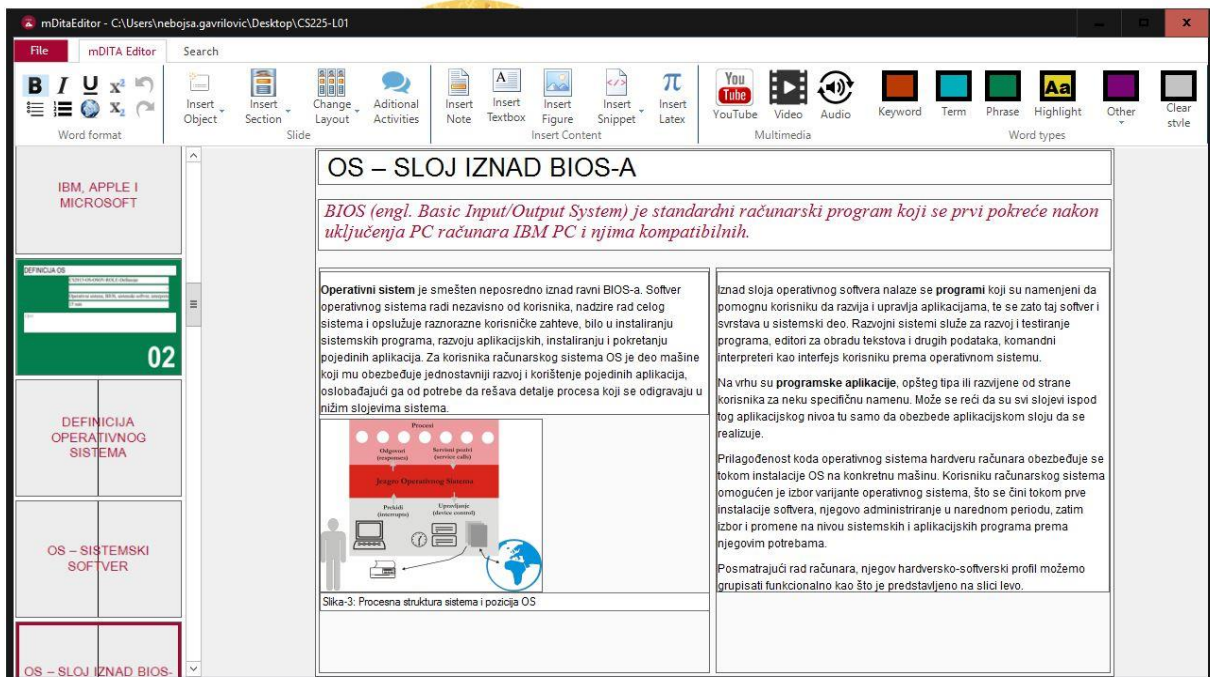 mDitaEditor - C:\Users\nebojsa.gavrilovic\Desktop\CS225-L01
x
File
mDITA Editor
Search
B I U x² X₂
Word format
Insert
Object
Insert
Section
Change
Layout
Aditional
Activities
Slide
Insert
Note
A
Insert
Textbox
Insert
Figure
</>
Insert
Snippet
π
Insert
Latex
Insert Content
You
Tube
YouTube
Video
Audio
Multimedia
Keyword
Term
Phrase
Aa
Highlight
Other
Clear
style
Word types
IBM, APPLE I
MICROSOFT
DEFINICIJA OS
15 min
02
DEFINICIJA
OPERATIVNOG
SISTEMA
OS – SISTEMSKI
SOFTVER
OS – SLOJ IZNAD BIOS-
OS – SLOJ IZNAD BIOS-A
BIOS (engl. Basic Input/Output System) je standardni računarski program koji se prvi pokreće nakon
uključenja PC računara IBM PC i njima kompatibilnih.
Operativni sistem je smešten neposredno iznad ravni BIOS-a. Softver
operativnog sistema radi nezavisno od korisnika, nadzire rad celog
sistema i opslužuje raznorazne korisničke zahteve, bilo u instaliranju
sistemskih programa, razvoju aplikacijskih, instaliranju i pokretanju
pojedinih aplikacija. Za korisnika računarskog sistema OS je deo mašine
koji mu obezbeđuje jednostavniji razvoj i korištenje pojedinih aplikacija,
oslobađajući ga od potrebe da rešava detalje procesa koji se odigravaju u
nižim slojevima sistema.
Procesi
Odgovori
(responses)
Servisni pozivi
(service calls)
Jezgro Operativnog Sistema
Prekidi
(interrupts)
Upravljanje
(device control)
Slika-3: Procesna struktura sistema i pozicija OS
Iznad sloja operativnog softvera nalaze se programi koji su namenjeni da
pomognu korisniku da razvija i upravlja aplikacijama, te se zato taj softver i
svrstava u sistemski deo. Razvojni sistemi služe za razvoj i testiranje
programa, editori za obradu tekstova i drugih podataka, komandni
interpreteri kao interfejs korisniku prema operativnom sistemu.
Na vrhu su programske aplikacije, opšteg tipa ili razvijene od strane
korisnika za neku specifičnu namenu. Može se reći da su svi slojevi ispod
tog aplikacijskog nivoa tu samo da obezbede aplikacijskom sloju da se
realizuje.
Prilagođenost koda operativnog sistema hardveru računara obezbeđuje se
tokom instalacije OS na konkretnu mašinu. Korisniku računarskog sistema
omogućen je izbor varijante operativnog sistema, što se čini tokom prve
instalacije softvera, njegovo administriranje u narednom periodu, zatim
izbor i promene na nivou sistemskih i aplikacijskih programa prema
njegovim potrebama.
Posmatrajući rad računara, njegov hardversko-softverski profil možemo
grupisati funkcionalno kao što je predstavljeno na slici levo.